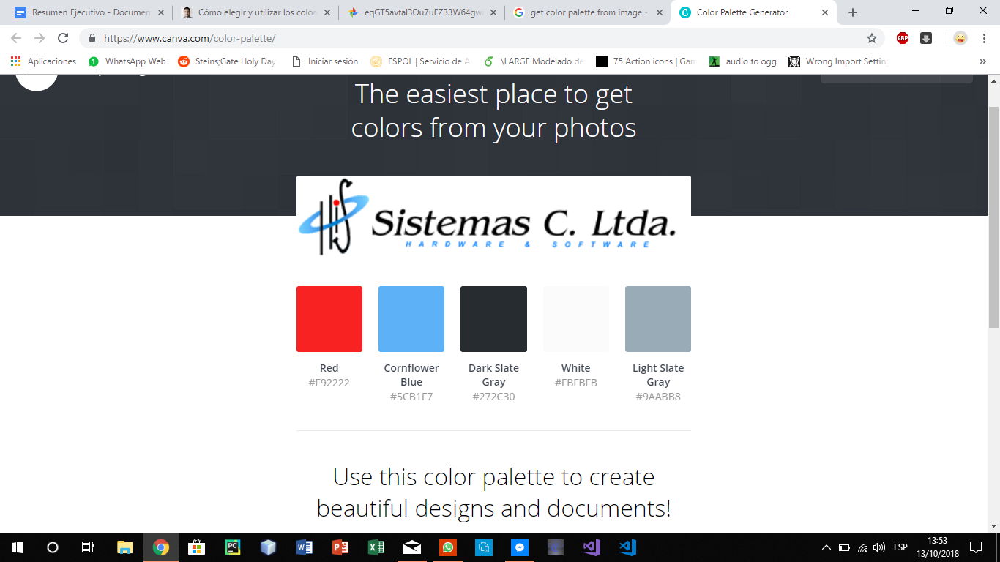 Resumen Ejecutivo - Documen
Cómo elegir y utilizar los color
eqGT5avtal3Ou7uEZ33W64gw
get color palette from image -
Color Palette Generator
https://www.canva.com/color-palette/
ABP
Aplicaciones
WhatsApp Web
Steins;Gate Holy Day
Iniciar sesión
ESPOL | Servicio de A
\LARGE Modelado de
75 Action icons | Gam
audio to ogg
Wrong Import Setting
»
The easiest place to get
colors from your photos
HIS
Sistemas C. Ltda.
HARDWARE & SOFTWARE
Red
#F92222
Cornflower
Blue
#5CB1F7
Dark Slate
Gray
#272C30
White
#FBFBFB
Light Slate
Gray
#9AABB8
Use this color palette to create
beautiful designs and documents!
ESP
13:53
13/10/2018